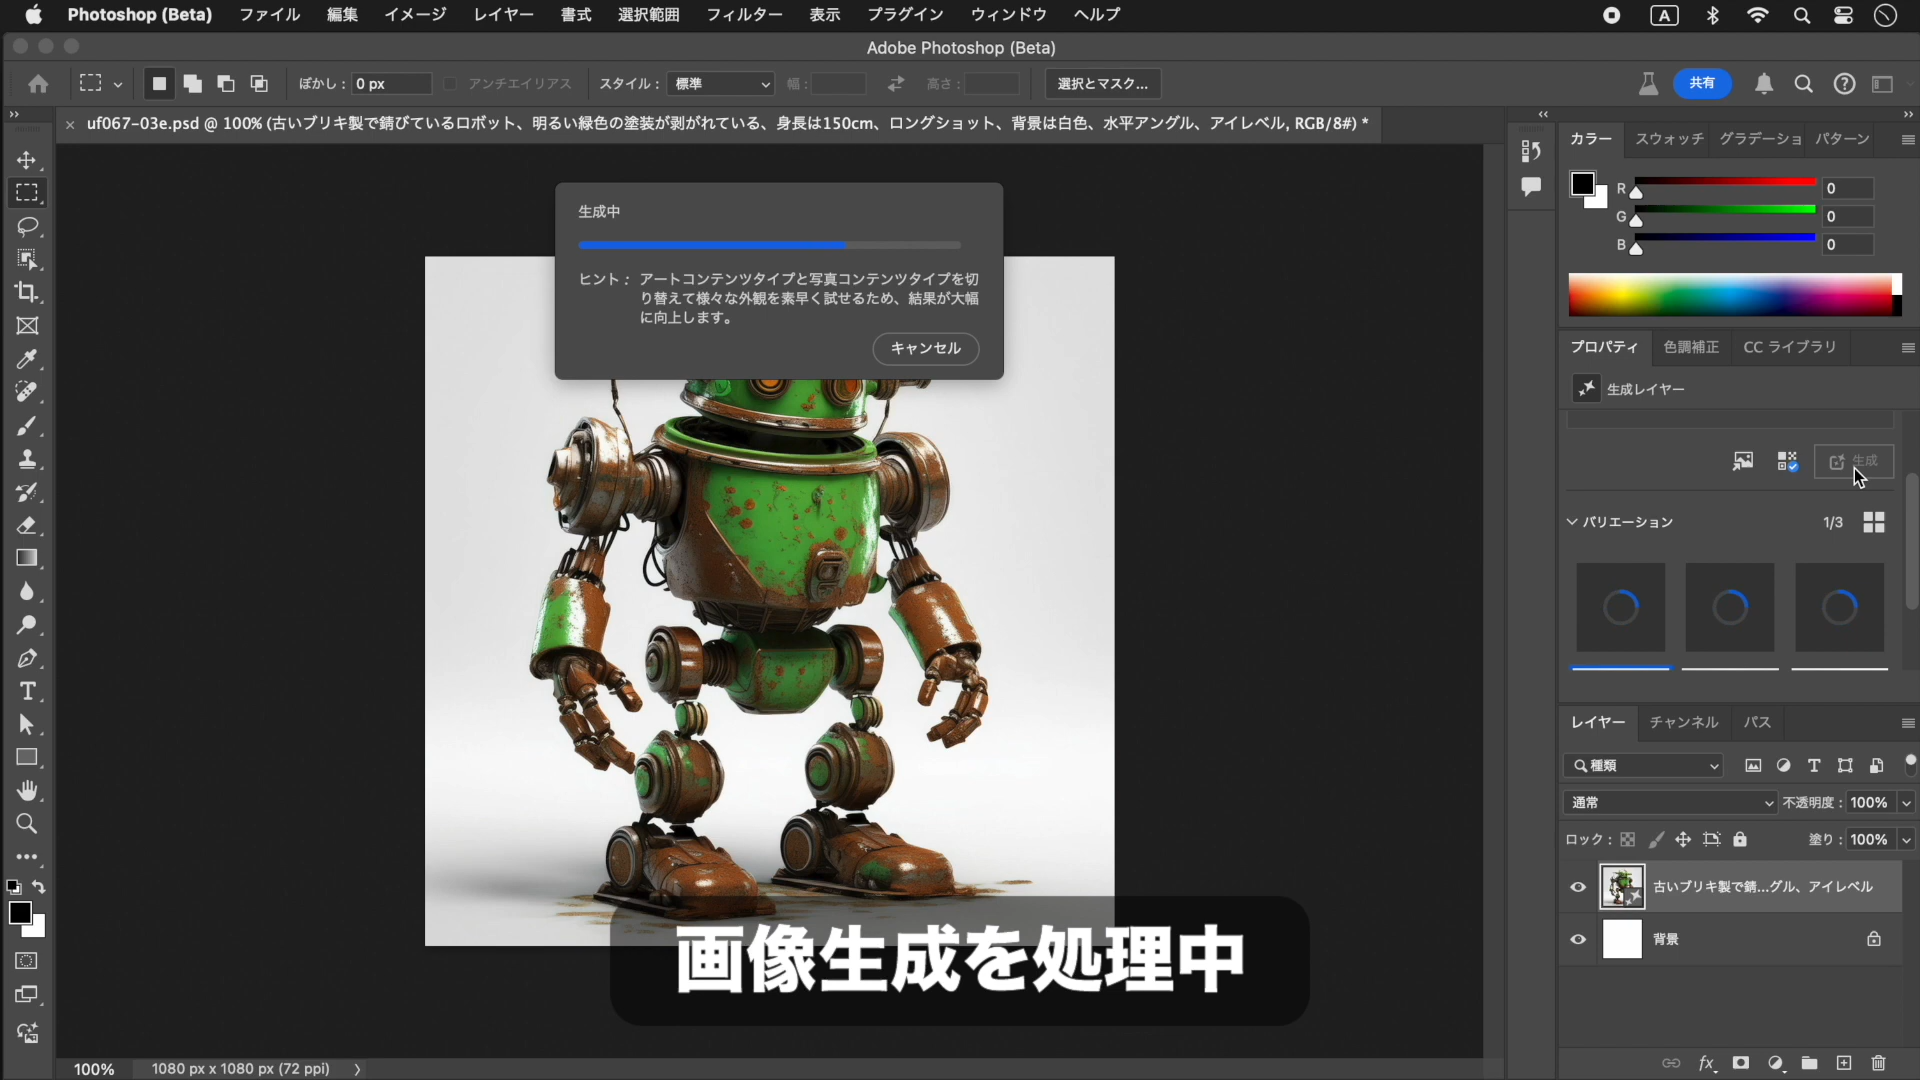 Photoshop (Beta) ファイル 編集 イメージ レイヤー 書式 選択範囲 フィルター 表示 プラグイン ウィンドウ ヘルプ A
Adobe Photoshop (Beta)
ぼかし : 0 px アンチエイリアス スタイル : 標準 幅 : 高さ : 選択とマスク... 共有
× uf067-03e.psd @ 100% (古いブリキ製で錆びているロボット、明るい緑色の塗装が剥がれている、身長は150cm、ロングショット、背景は白色、水平アングル、アイレベル, RGB/8#) *
カラー スウォッチ グラデーショ パターン
R 0
G 0
B 0
生成中
ヒント : アートコンテンツタイプと写真コンテンツタイプを切
り替えて様々な外観を素早く試せるため、結果が大幅
に向上します。
キャンセル
プロパティ 色調補正 CC ライブラリ
生成レイヤー
生成
バリエーション 1/3
レイヤー チャンネル パス
種類
通常 不透明度 : 100%
ロック : 塗り : 100%
古いブリキ製で錆...グル、アイレベル
背景
画像生成を処理中
100% 1080 px x 1080 px (72 ppi)
fx